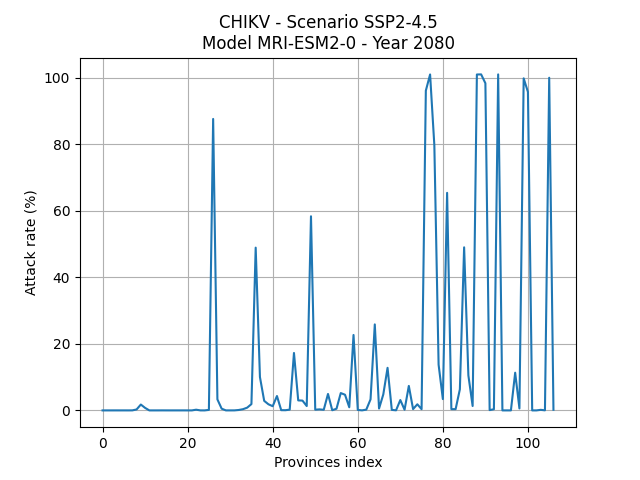 CHIKV - Scenario SSP2-4.5
Model MRI-ESM2-0 - Year 2080
100
80
60
40
20
0
Attack rate (%)
0 20 40 60 80 100
Provinces index